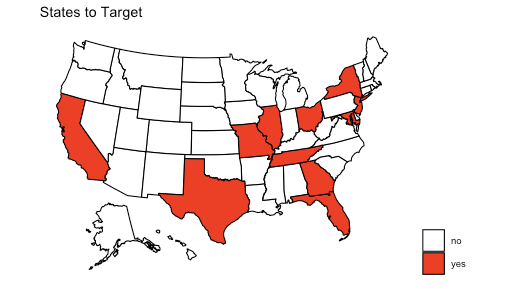 States to Target
no
yes